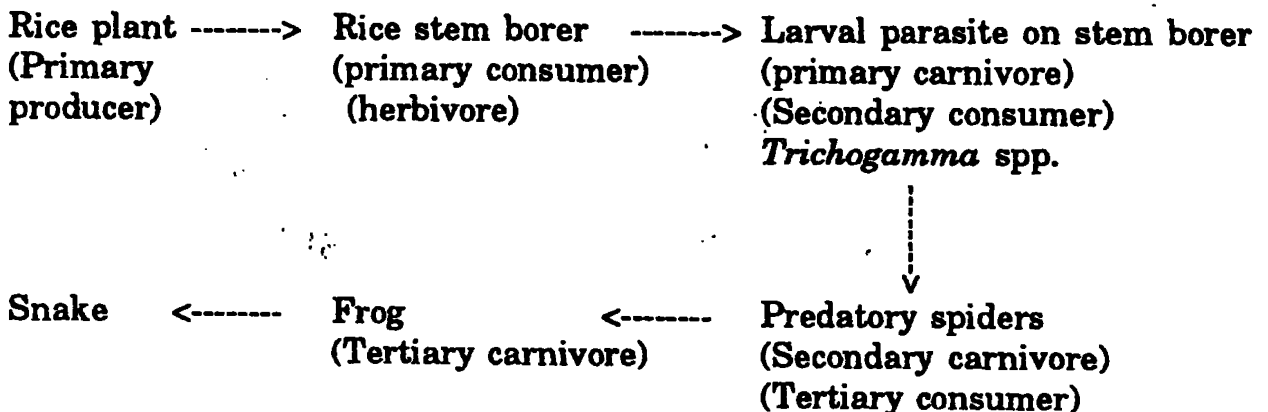 Rice plant --------> Rice stem borer --------> Larval parasite on stem borer
(Primary (primary consumer) (primary carnivore)
producer) (herbivore) (Secondary consumer)
Trichogamma spp.
Snake <-------- Frog <-------- Predatory spiders
(Tertiary carnivore) (Secondary carnivore)
(Tertiary consumer)